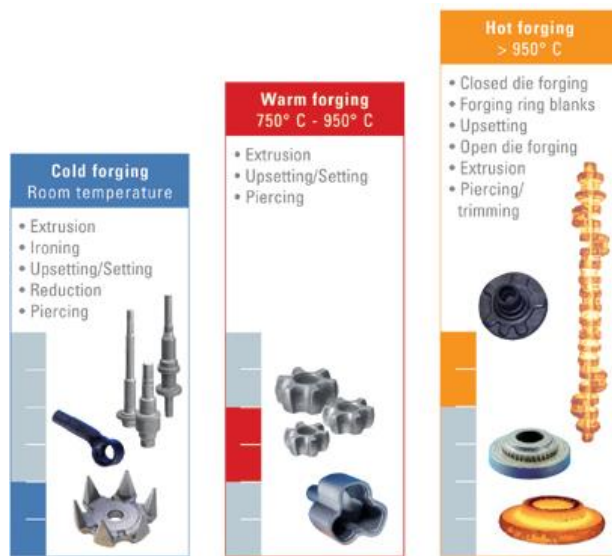 Cold forging
Room temperature
• Extrusion
• Ironing
• Upsetting/Setting
• Reduction
• Piercing
Warm forging
750° C - 950° C
• Extrusion
• Upsetting/Setting
• Piercing
Hot forging
> 950° C
• Closed die forging
• Forging ring blanks
• Upsetting
• Open die forging
• Extrusion
• Piercing/
trimming